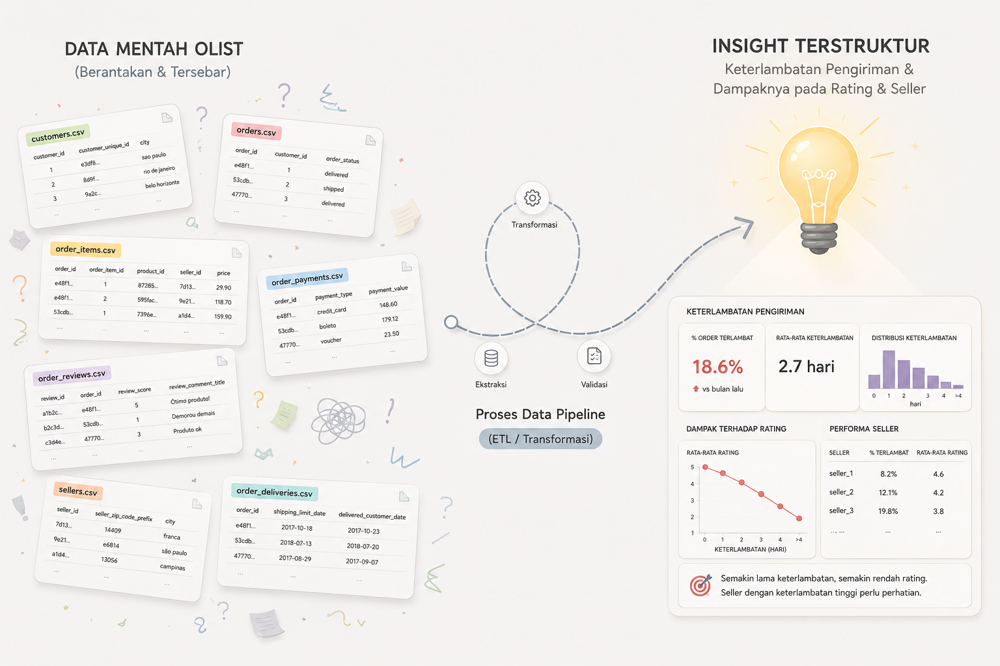 DATA MENTAH OLIST
(Berantakan & Tersebar)
customers.csv
customer_id customer_unique_id city
1 e3df8... sao paulo
2 8d9f... rio de janeiro
3 9a2c... belo horizonte
... ... ...
orders.csv
order_id customer_id order_status
e48f1... 1 delivered
53cdb... 2 shipped
47770... 3 delivered
... ... ...
order_items.csv
order_id order_item_id product_id seller_id price
e48f1... 1 87285... 7d13... 29.90
e48f1... 2 595fac... 9e21... 118.70
53cdb... 1 7396e... a1d4... 159.90
.... ... ... ... ...
order_payments.csv
order_id payment_type payment_value
e48f1... credit_card 148.60
53cdb... boleto 179.12
47770... voucher 23.50
... ... ...
order_reviews.csv
review_id order_id review_score review_comment_title
a1b2c... e48f1... 5 Ótimo produto!
b2c3d... 53cdb... 1 Demorou demais
c3d4e... 47770... 3 Produto ok
... ... ... ...
sellers.csv
seller_id seller_zip_code_prefix city
7d13... 14409 franca
9e21... e6814 são paulo
a1d4... 13056 campinas
... ... ...
order_deliveries.csv
order_id shipping_limit_date delivered_customer_date
e48f1... 2017-10-18 2017-10-23
53cdb... 2018-07-13 2018-07-20
47770... 2017-08-29 2017-09-07
... ... ...
Transformasi
Ekstraksi
Validasi
Proses Data Pipeline
(ETL / Transformasi)
INSIGHT TERSTRUKTUR
Keterlambatan Pengiriman &
Dampaknya pada Rating & Seller
KETERLAMBATAN PENGIRIMAN
% ORDER TERLAMBAT
18.6%
vs bulan lalu
RATA-RATA KETERLAMBATAN
2.7 hari
DISTRIBUSI KETERLAMBATAN
0 1 2 3 4 >4
hari
DAMPAK TERHADAP RATING
RATA-RATA RATING
5
4
3
2
1
0 1 2 3 4 >4
KETERLAMBATAN (HARI)
PERFORMA SELLER
SELLER % TERLAMBAT RATA-RATA RATING
seller_1 8.2% 4.6
seller_2 12.1% 4.2
seller_3 19.8% 3.8
..., ... ... ...
Semakin lama keterlambatan, semakin rendah rating.
Seller dengan keterlambatan tinggi perlu perhatian.